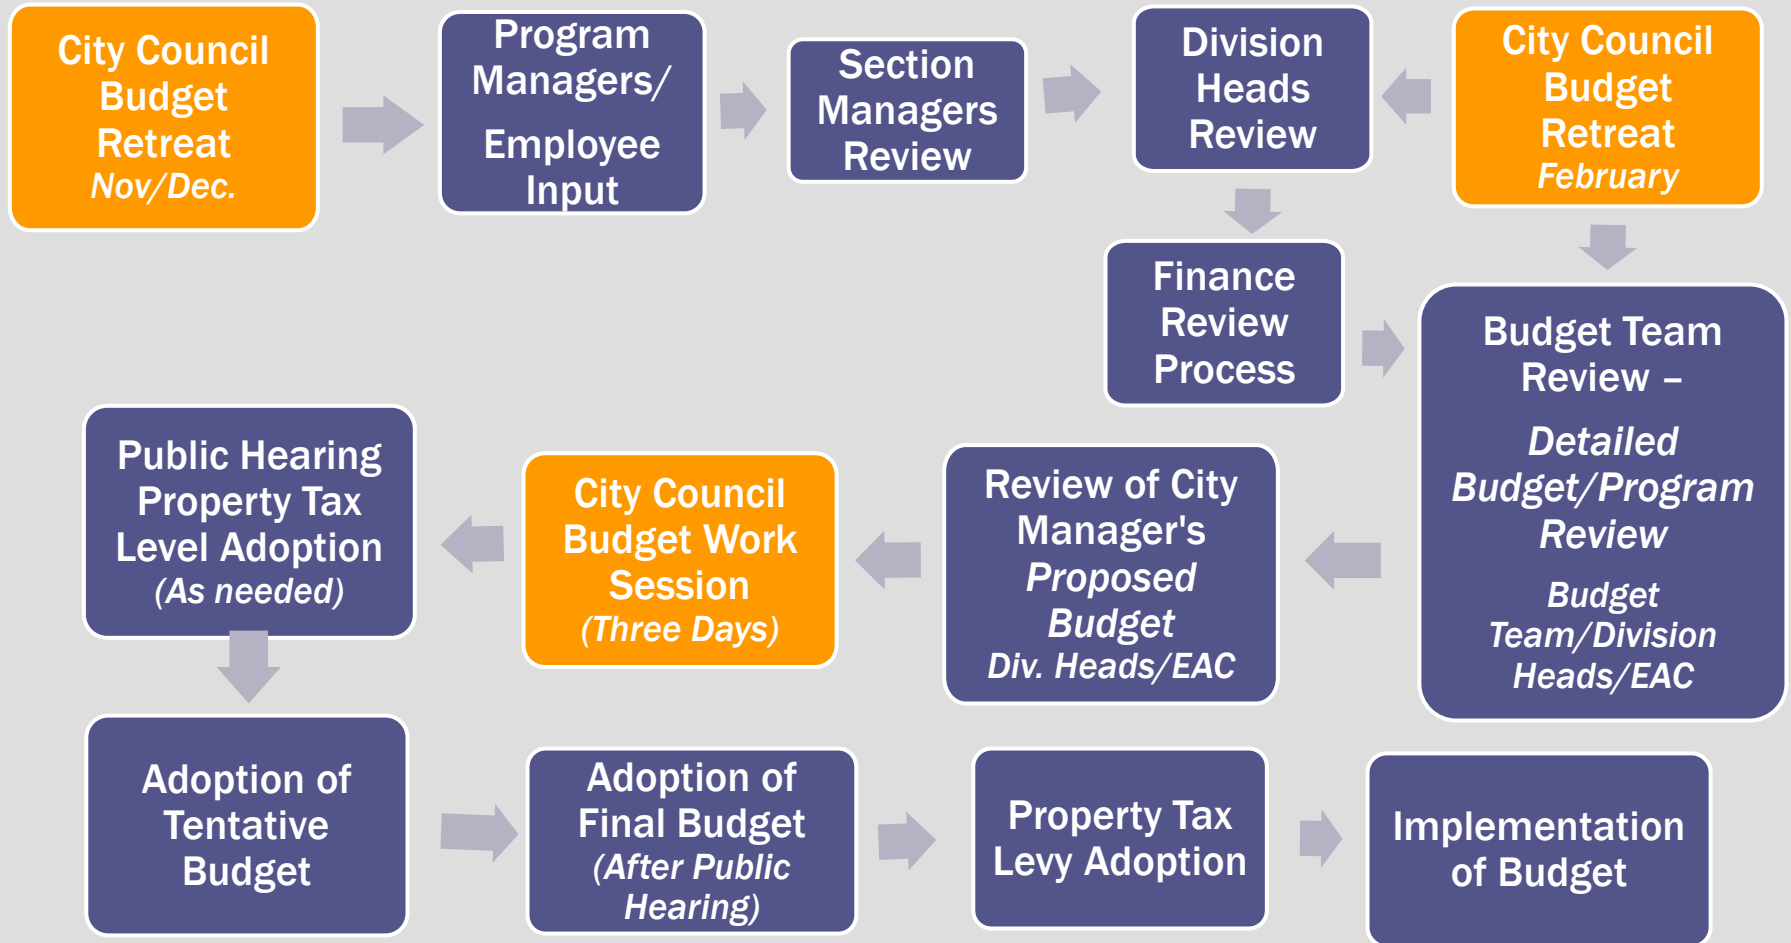 City Council
Budget
Retreat
Nov/Dec.
Program
Managers/
Employee
Input
Section
Managers
Review
Division
Heads
Review
City Council
Budget
Retreat
February
Finance
Review
Process
Budget Team
Review –
Detailed
Budget/Program
Review
Budget
Team/Division
Heads/EAC
Review of City
Manager's
Proposed
Budget
Div. Heads/EAC
City Council
Budget Work
Session
(Three Days)
Public Hearing
Property Tax
Level Adoption
(As needed)
Adoption of
Tentative
Budget
Adoption of
Final Budget
(After Public
Hearing)
Property Tax
Levy Adoption
Implementation
of Budget